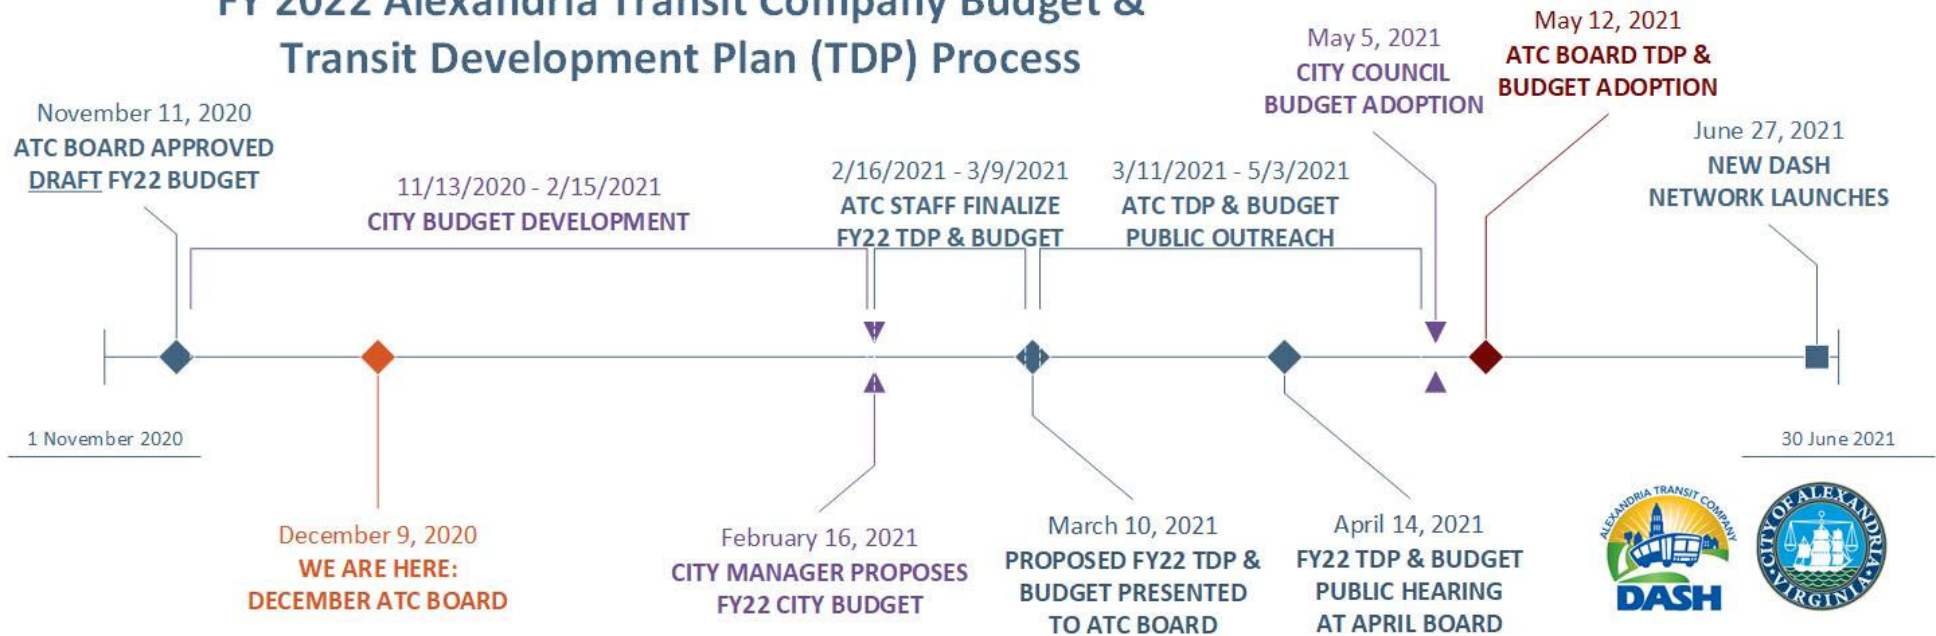 FY 2022 Alexandria Transit Company Budget &
Transit Development Plan (TDP) Process
November 11, 2020
ATC BOARD APPROVED
DRAFT FY22 BUDGET
11/13/2020 - 2/15/2021
CITY BUDGET DEVELOPMENT
2/16/2021 - 3/9/2021
ATC STAFF FINALIZE
FY22 TDP & BUDGET
3/11/2021 - 5/3/2021
ATC TDP & BUDGET
PUBLIC OUTREACH
May 5, 2021
CITY COUNCIL
BUDGET ADOPTION
May 12, 2021
ATC BOARD TDP &
BUDGET ADOPTION
June 27, 2021
NEW DASH
NETWORK LAUNCHES
1 November 2020
30 June 2021
December 9, 2020
WE ARE HERE:
DECEMBER ATC BOARD
February 16, 2021
CITY MANAGER PROPOSES
FY22 CITY BUDGET
March 10, 2021
PROPOSED FY22 TDP &
BUDGET PRESENTED
TO ATC BOARD
April 14, 2021
FY22 TDP & BUDGET
PUBLIC HEARING
AT APRIL BOARD
ALEXANDRIA TRANSIT COMPANY
DASH
CITY OF ALEXANDRIA
VIRGINIA